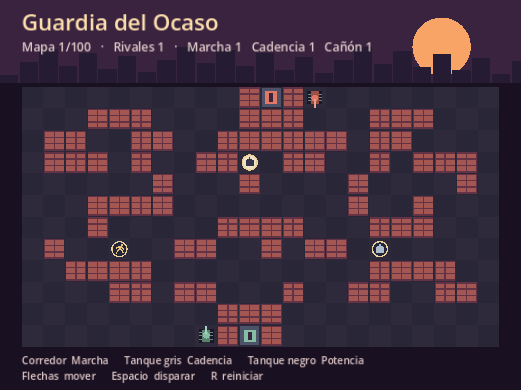 Guardia del Ocaso
Mapa 1/100 · Rivales 1 · Marcha 1 Cadencia 1 Cañón 1
Corredor Marcha Tanque gris Cadencia Tanque negro Potencia
Flechas mover Espacio disparar R reiniciar